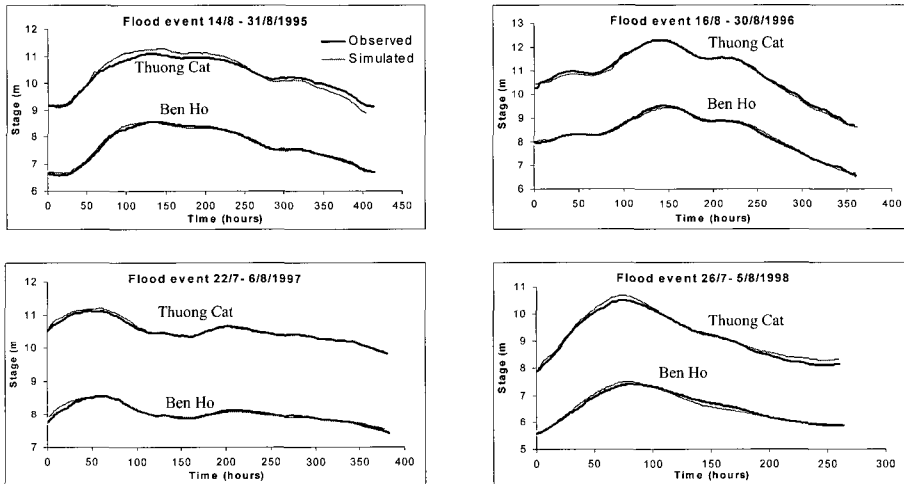 Flood event 14/8 - 31/8/1995
Observed
Simulated
Thuong Cat
Ben Ho
Stage (m
12
11
10
9
8
7
6
0 50 100 150 200 250 300 350 400 450
Time (hours)
Flood event 16/8 - 30/8/1996
Thuong Cat
Ben Ho
Stage (m
13
12
11
10
9
8
7
6
0 50 100 150 200 250 300 350 400
Time (hours)
Flood event 22/7- 6/8/1997
Thuong Cat
Ben Ho
Stage (m
12
11
10
9
8
7
0 50 100 150 200 250 300 350 400
Time (hours)
Flood event 26/7- 5/8/1998
Thuong Cat
Ben Ho
Stage (m
11
10
9
8
7
6
5
0 50 100 150 200 250 300
Time (hours)